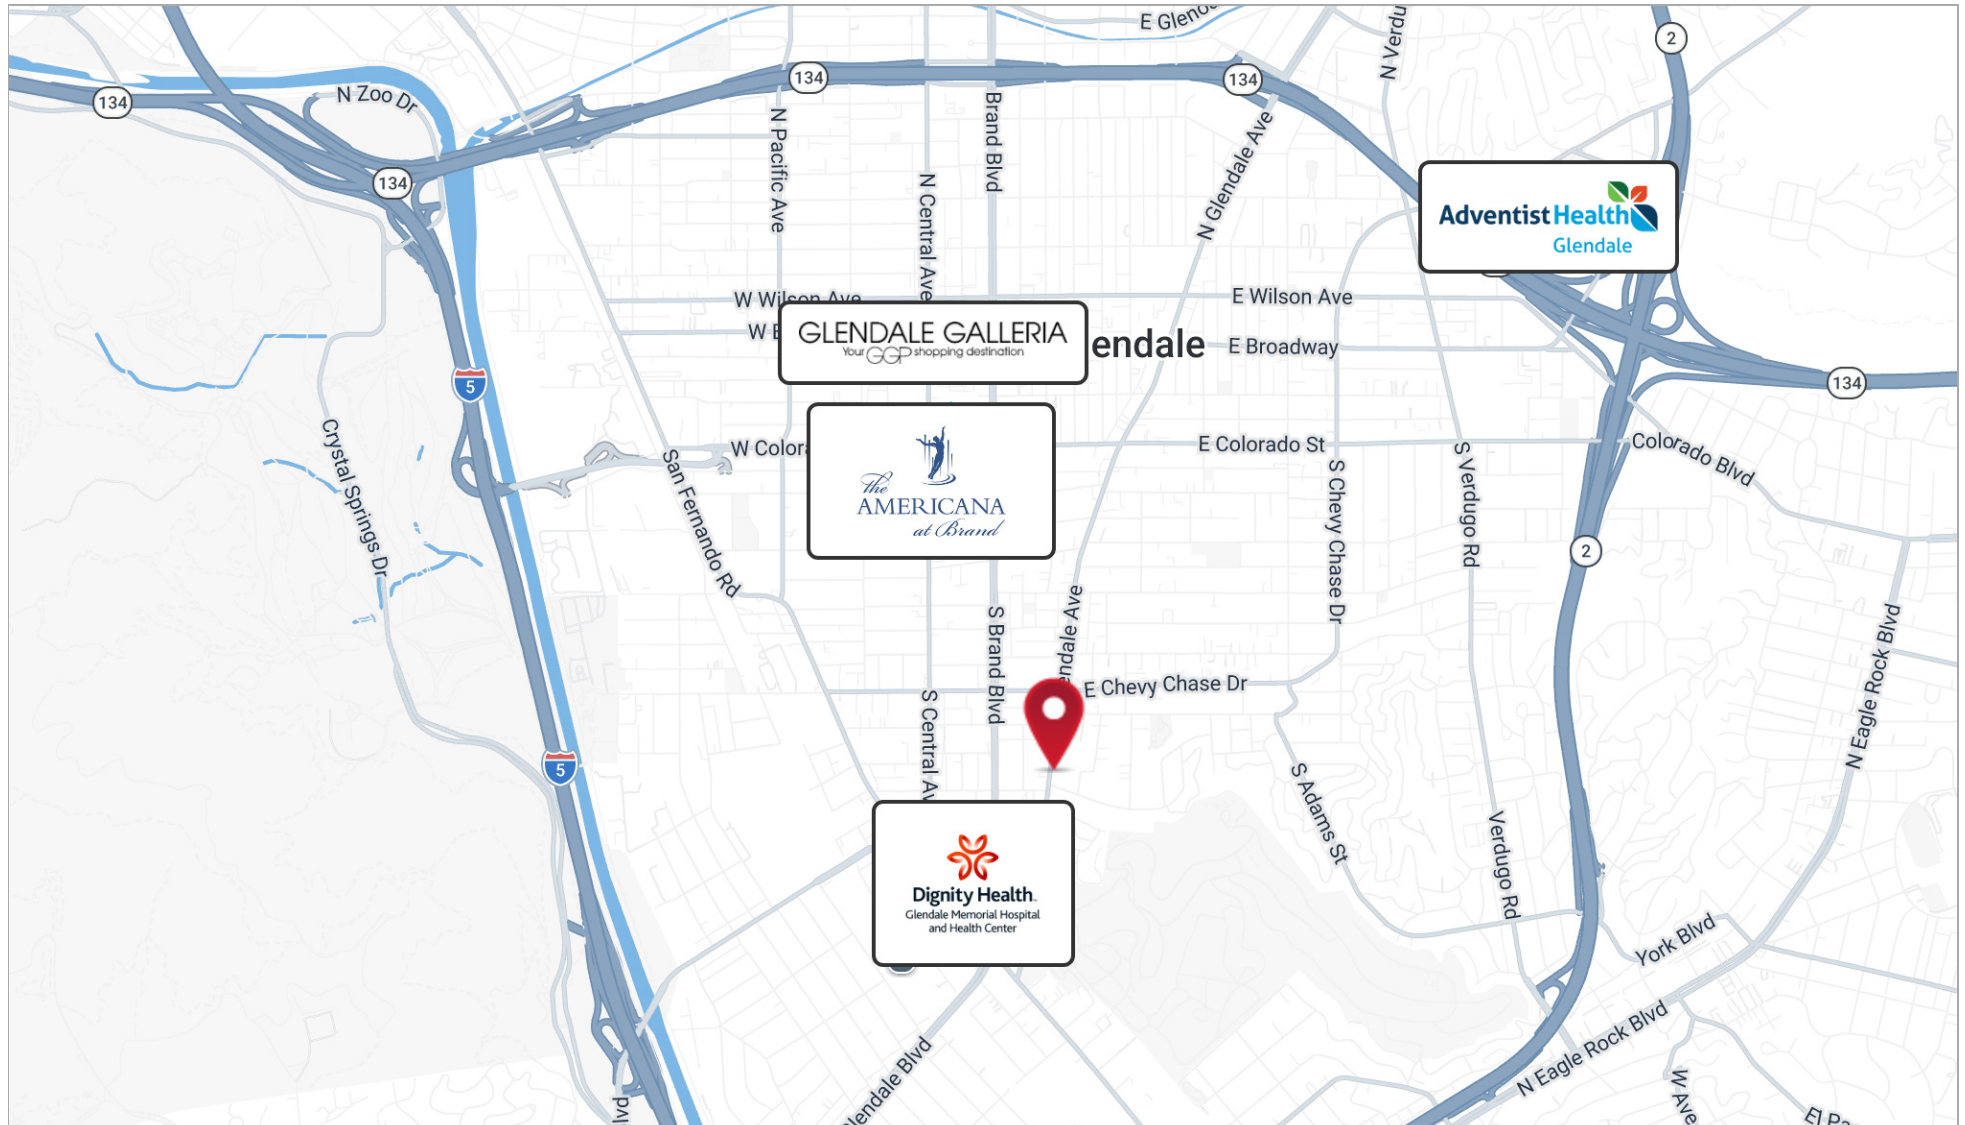 E Gleno
N Verdu
2
134
134
134
N Zoo Dr
134
N Pacific Ave
Brand Blvd
N Central Ave
N Glendale Ave
Adventist Health
Glendale
W Wilson Ave
E Wilson Ave
W B
GLENDALE GALLERIA
Your GGP shopping destination
endale
E Broadway
134
5
Crystal Springs Dr
W Colora
The
AMERICANA
at Brand
E Colorado St
Colorado Blvd
San Fernando Rd
S Chevy Chase Dr
S Verdugo Rd
2
S Brand Blvd
endale Ave
E Chevy Chase Dr
N Eagle Rock Blvd
S Central Av
5
S Adams St
Verdugo Rd
Dignity Health.
Glendale Memorial Hospital
and Health Center
York Blvd
N Eagle Rock Blvd
Glendale Blvd
lvd
W Ave
El Pa